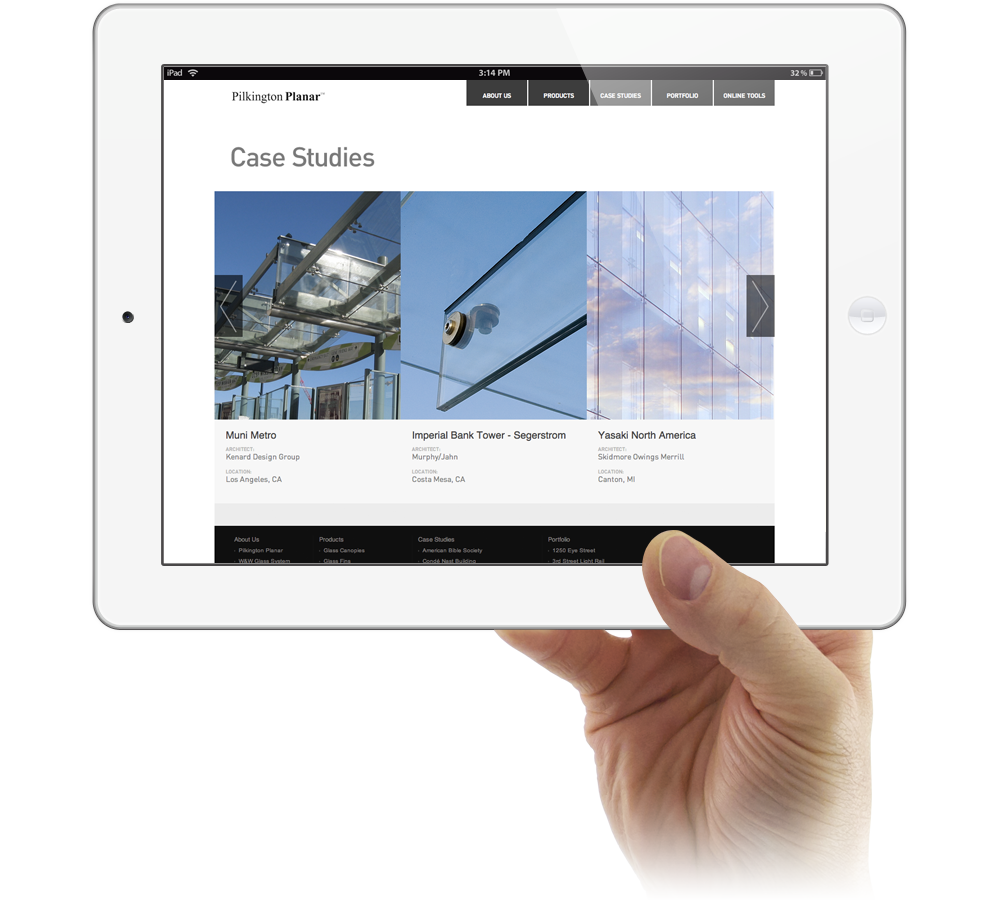 iPad 3:14 PM 32%
Pilkington Planar™
ABOUT US PRODUCTS CASE STUDIES PORTFOLIO ONLINE TOOLS
Case Studies
Muni Metro Imperial Bank Tower - Segerstrom Yasaki North America
ARCHITECT: ARCHITECT: ARCHITECT:
Kenard Design Group Murphy/Jahn Skidmore Owings Merrill
LOCATION: LOCATION: LOCATION:
Los Angeles, CA Costa Mesa, CA Canton, MI
About Us Products Case Studies Portfolio
› Pilkington Planar › Glass Canopies › American Bible Society › 1250 Eye Street
› W&W Glass System › Glass Fins › Condé Nast Building › 3rd Street Light Rail